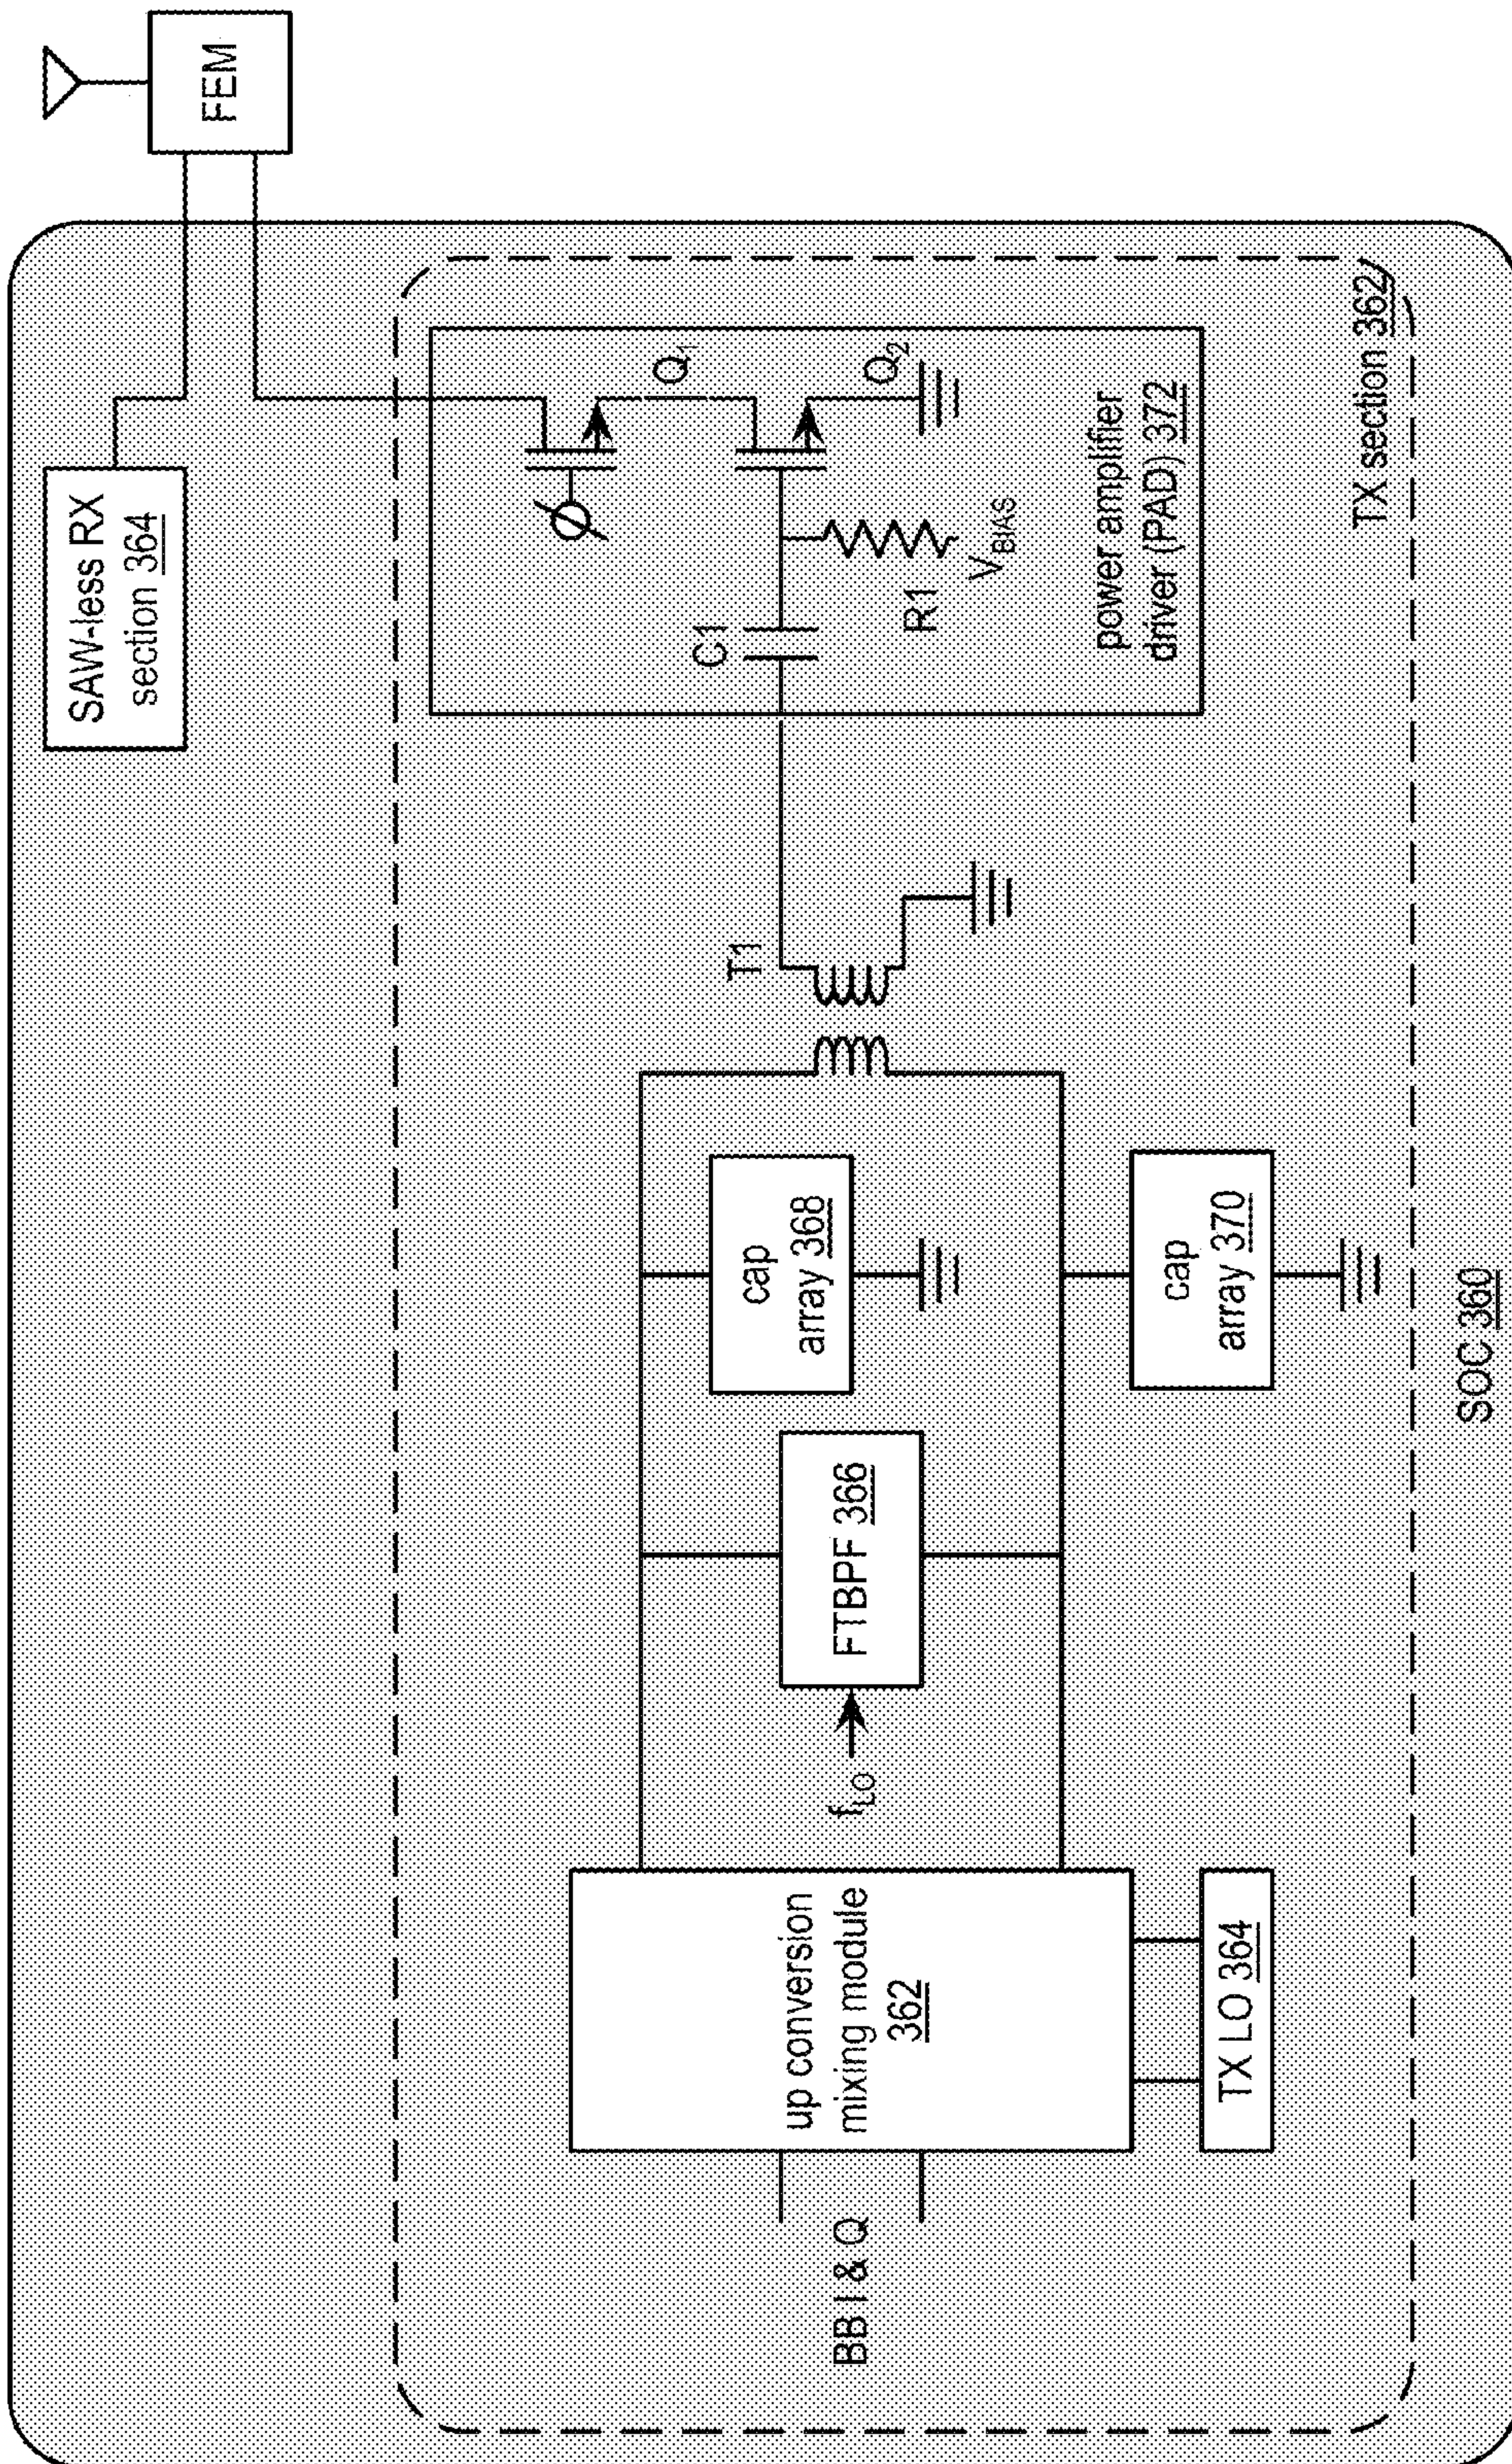 FEM
SAW-less RX
section 364
Q1
Q2
C1
R1
VBIAS
power amplifier
driver (PAD) 372
T1
cap
array 368
cap
array 370
FTBPF 366
fLO
up conversion
mixing module
362
TX LO 364
BB I & Q
TX section 362
SOC 360